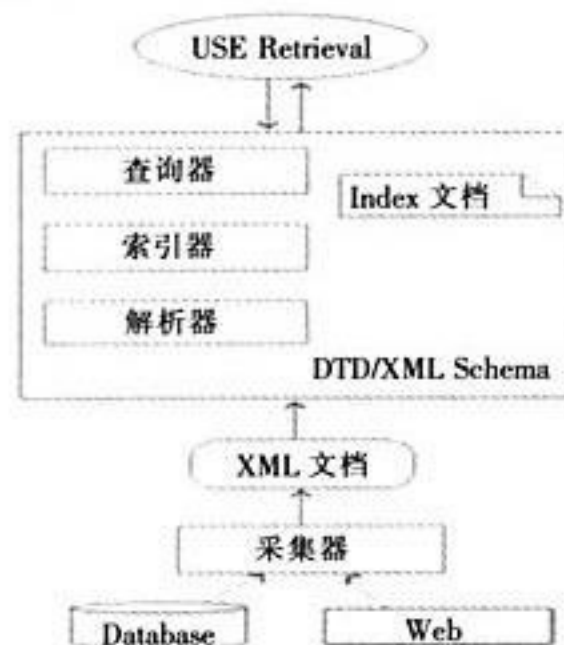 USE Retrieval
查询器
Index 文档
索引器
解析器
DTD/XML Schema
XML 文档
采集器
Database
Web